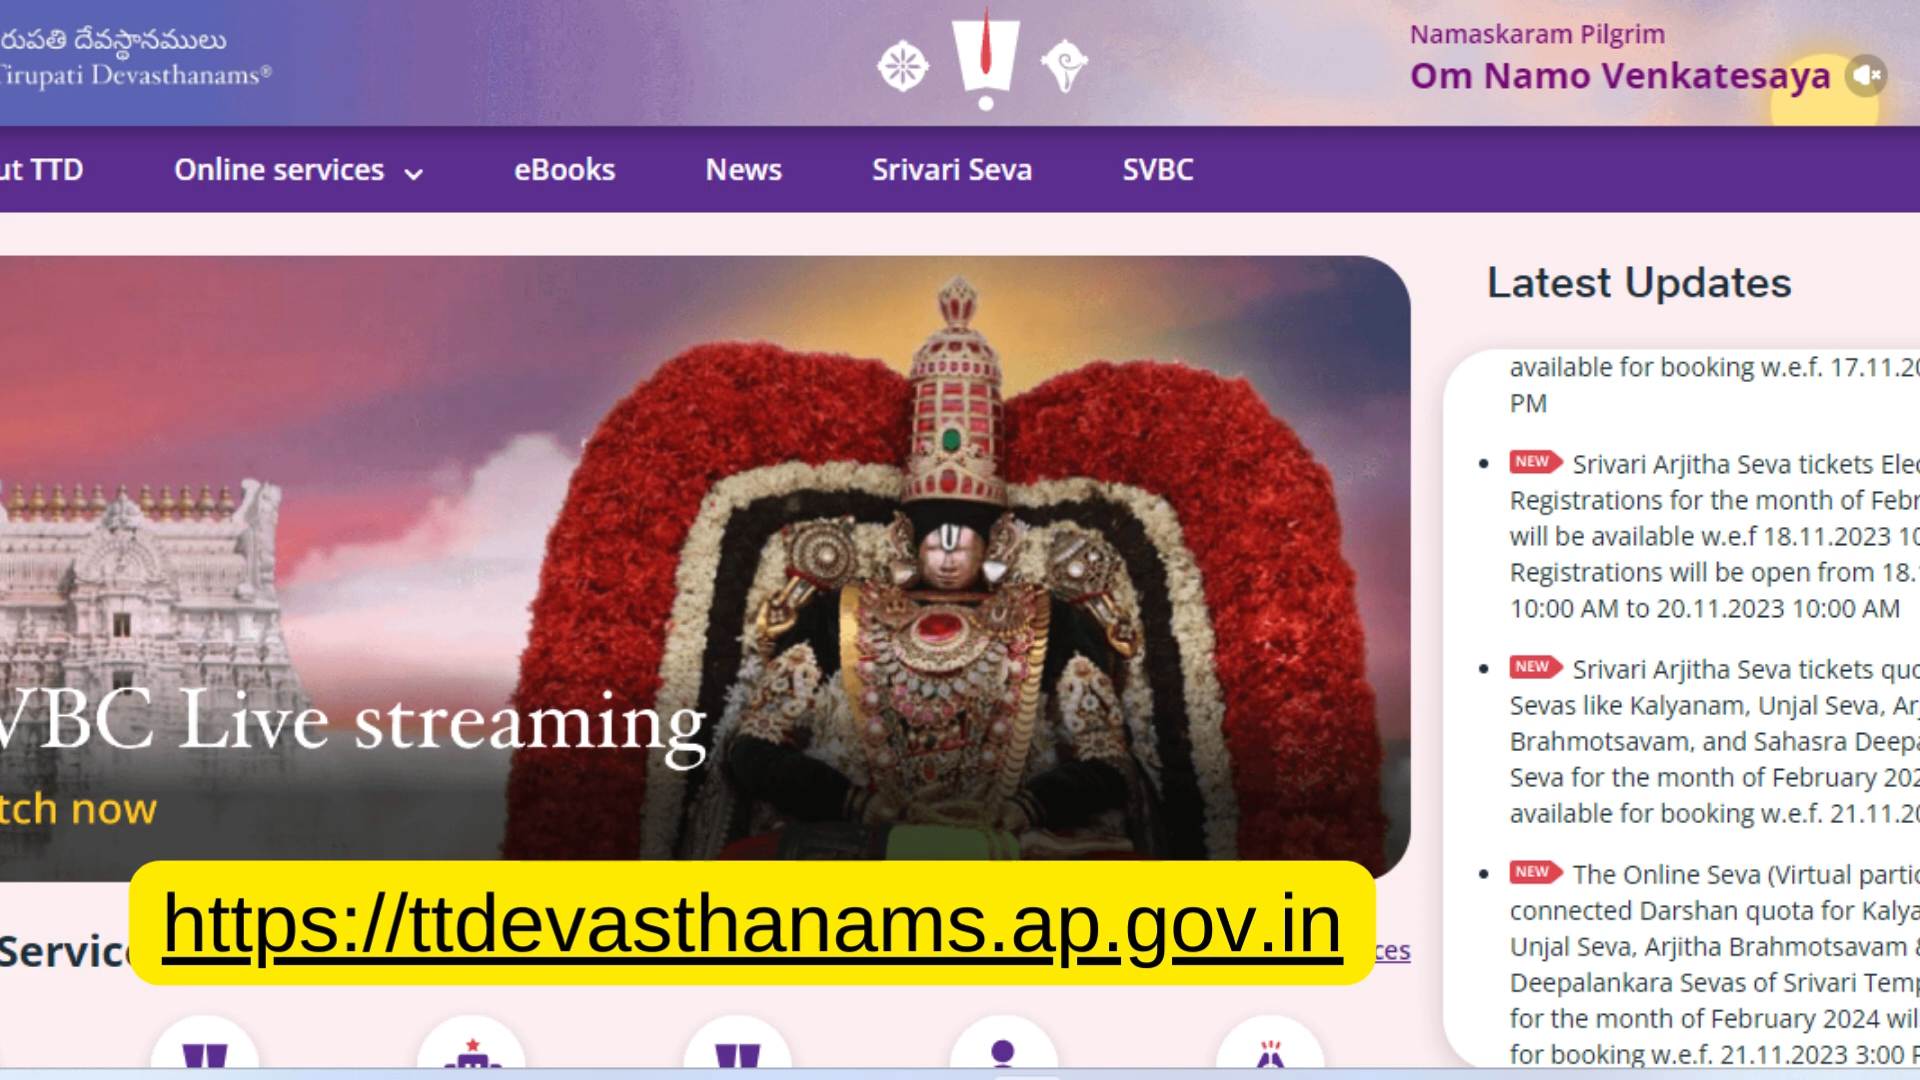 రుపతి దేవస్థానములు
Tirupati Devasthanams®
Namaskaram Pilgrim
Om Namo Venkatesaya
ut TTD
Online services
eBooks
News
Srivari Seva
SVBC
VBC Live streaming
tch now
Latest Updates
available for booking w.e.f. 17.11.20
PM
NEW Srivari Arjitha Seva tickets Elec
Registrations for the month of Febr
will be available w.e.f 18.11.2023 10
Registrations will be open from 18.
10:00 AM to 20.11.2023 10:00 AM
NEW Srivari Arjitha Seva tickets quo
Sevas like Kalyanam, Unjal Seva, Ar
Brahmotsavam, and Sahasra Deepa
Seva for the month of February 202
available for booking w.e.f. 21.11.20
NEW The Online Seva (Virtual partic
connected Darshan quota for Kalya
Unjal Seva, Arjitha Brahmotsavam &
Deepalankara Sevas of Srivari Temp
for the month of February 2024 wil
for booking w.e.f. 21.11.2023 3:00 P
Servic
https://ttdevasthanams.ap.gov.in
ces